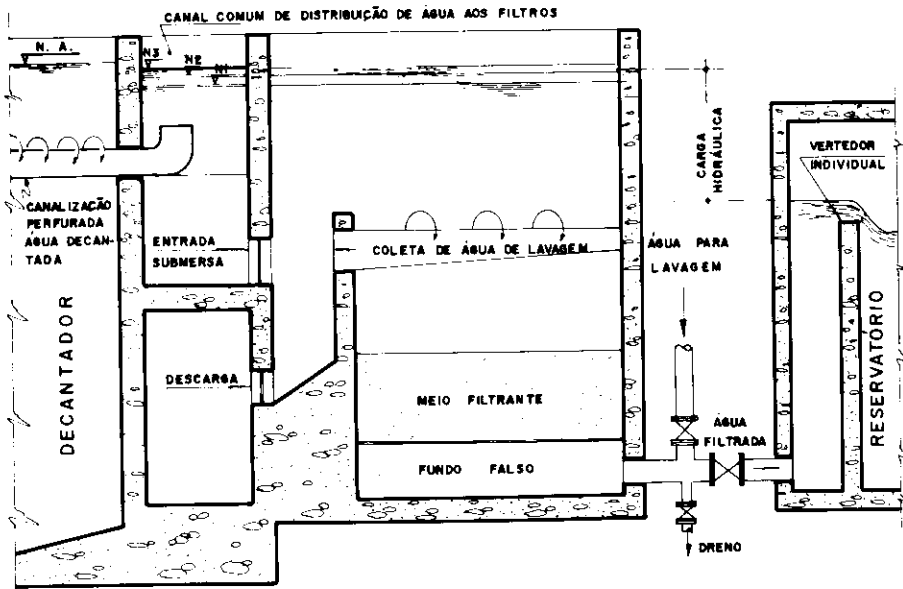 CANAL COMUM DE DISTRIBUIÇÃO DE ÁGUA AOS FILTROS
N. A.
N3
N2
N1
CARGA
HIDRÁULICA
VERTEDOR
INDIVIDUAL
CANALIZAÇÃO
PERFURADA
ÁGUA DECAN-
TADA
ENTRADA
SUBMERSA
COLETA DE ÁGUA DE LAVAGEM
ÁGUA PARA
LAVAGEM
DECANTADOR
DESCARGA
MEIO FILTRANTE
ÁGUA
FILTRADA
RESERVATÓRIO
FUNDO FALSO
DRENO